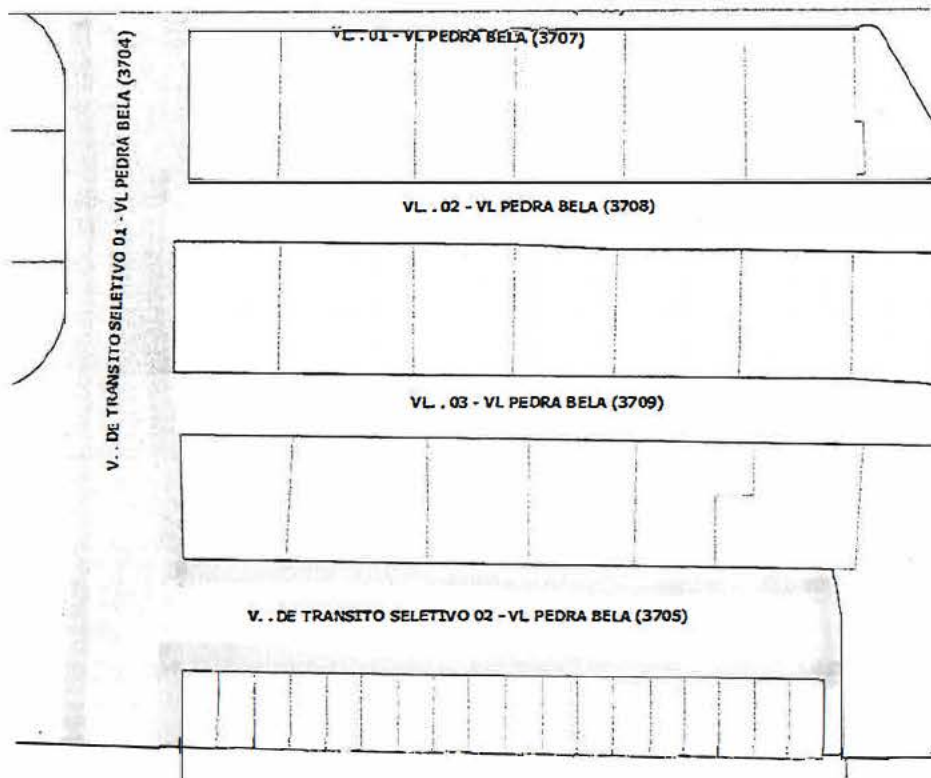 VL. . 01 - VL PEDRA BELA (3707)
V. . DE TRANSITO SELETIVO 01 - VL PEDRA BELA (3704)
VL. . 02 - VL PEDRA BELA (3708)
VL. . 03 - VL PEDRA BELA (3709)
V. . DE TRANSITO SELETIVO 02 - VL PEDRA BELA (3705)